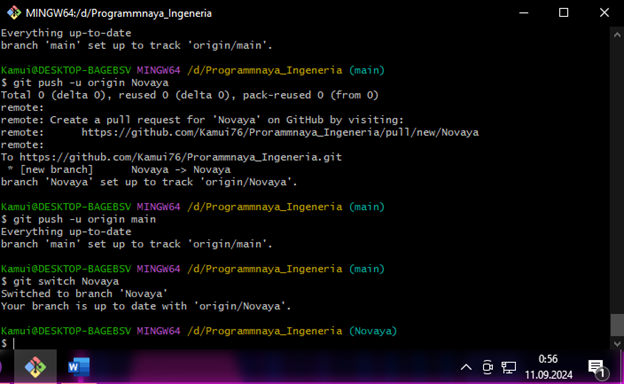 MINGW64:/d/Programmnaya_Ingeneria
Everything up-to-date
branch 'main' set up to track 'origin/main'.
Kamui@DESKTOP-BAGEBSV MINGW64 /d/Programmnaya_Ingeneria (main)
$ git push -u origin Novaya
Total 0 (delta 0), reused 0 (delta 0), pack-reused 0 (from 0)
remote:
remote: Create a pull request for 'Novaya' on GitHub by visiting:
remote:      https://github.com/Kamui76/Prorammnaya_Ingeneria/pull/new/Novaya
remote:
To https://github.com/Kamui76/Prorammnaya_Ingeneria.git
 * [new branch]      Novaya -> Novaya
branch 'Novaya' set up to track 'origin/Novaya'.
Kamui@DESKTOP-BAGEBSV MINGW64 /d/Programmnaya_Ingeneria (main)
$ git push -u origin main
Everything up-to-date
branch 'main' set up to track 'origin/main'.
Kamui@DESKTOP-BAGEBSV MINGW64 /d/Programmnaya_Ingeneria (main)
$ git switch Novaya
Switched to branch 'Novaya'
Your branch is up to date with 'origin/Novaya'.
Kamui@DESKTOP-BAGEBSV MINGW64 /d/Programmnaya_Ingeneria (Novaya)
$
W
0:56
11.09.2024
1